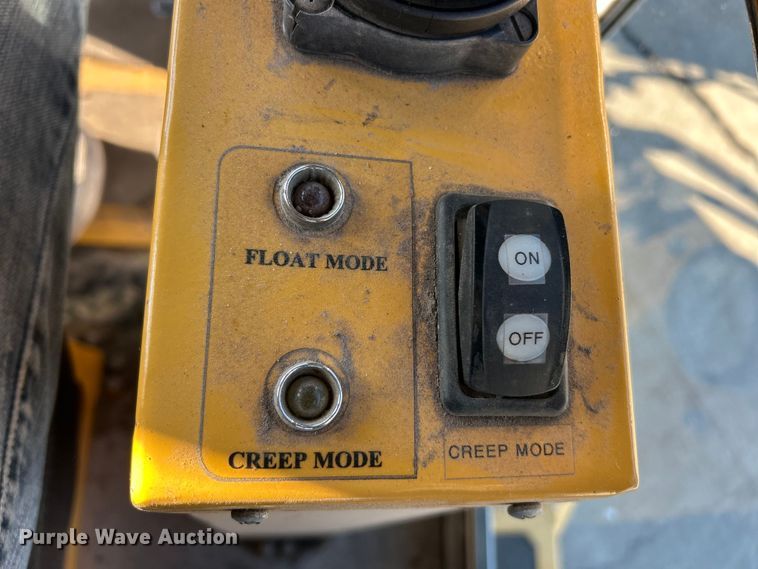 FLOAT MODE
CREEP MODE
ON
OFF
CREEP MODE
Purple Wave Auction